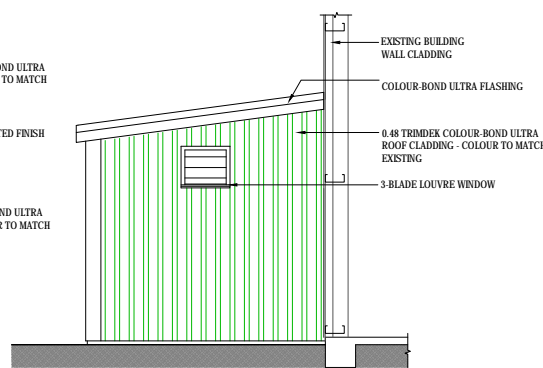 OND ULTRA
TO MATCH
TED FINISH
ND ULTRA
R TO MATCH
EXISTING BUILDING
WALL CLADDING
COLOUR-BOND ULTRA FLASHING
0.48 TRIMDEK COLOUR-BOND ULTRA
ROOF CLADDING - COLOUR TO MATCH
EXISTING
3-BLADE LOUVRE WINDOW